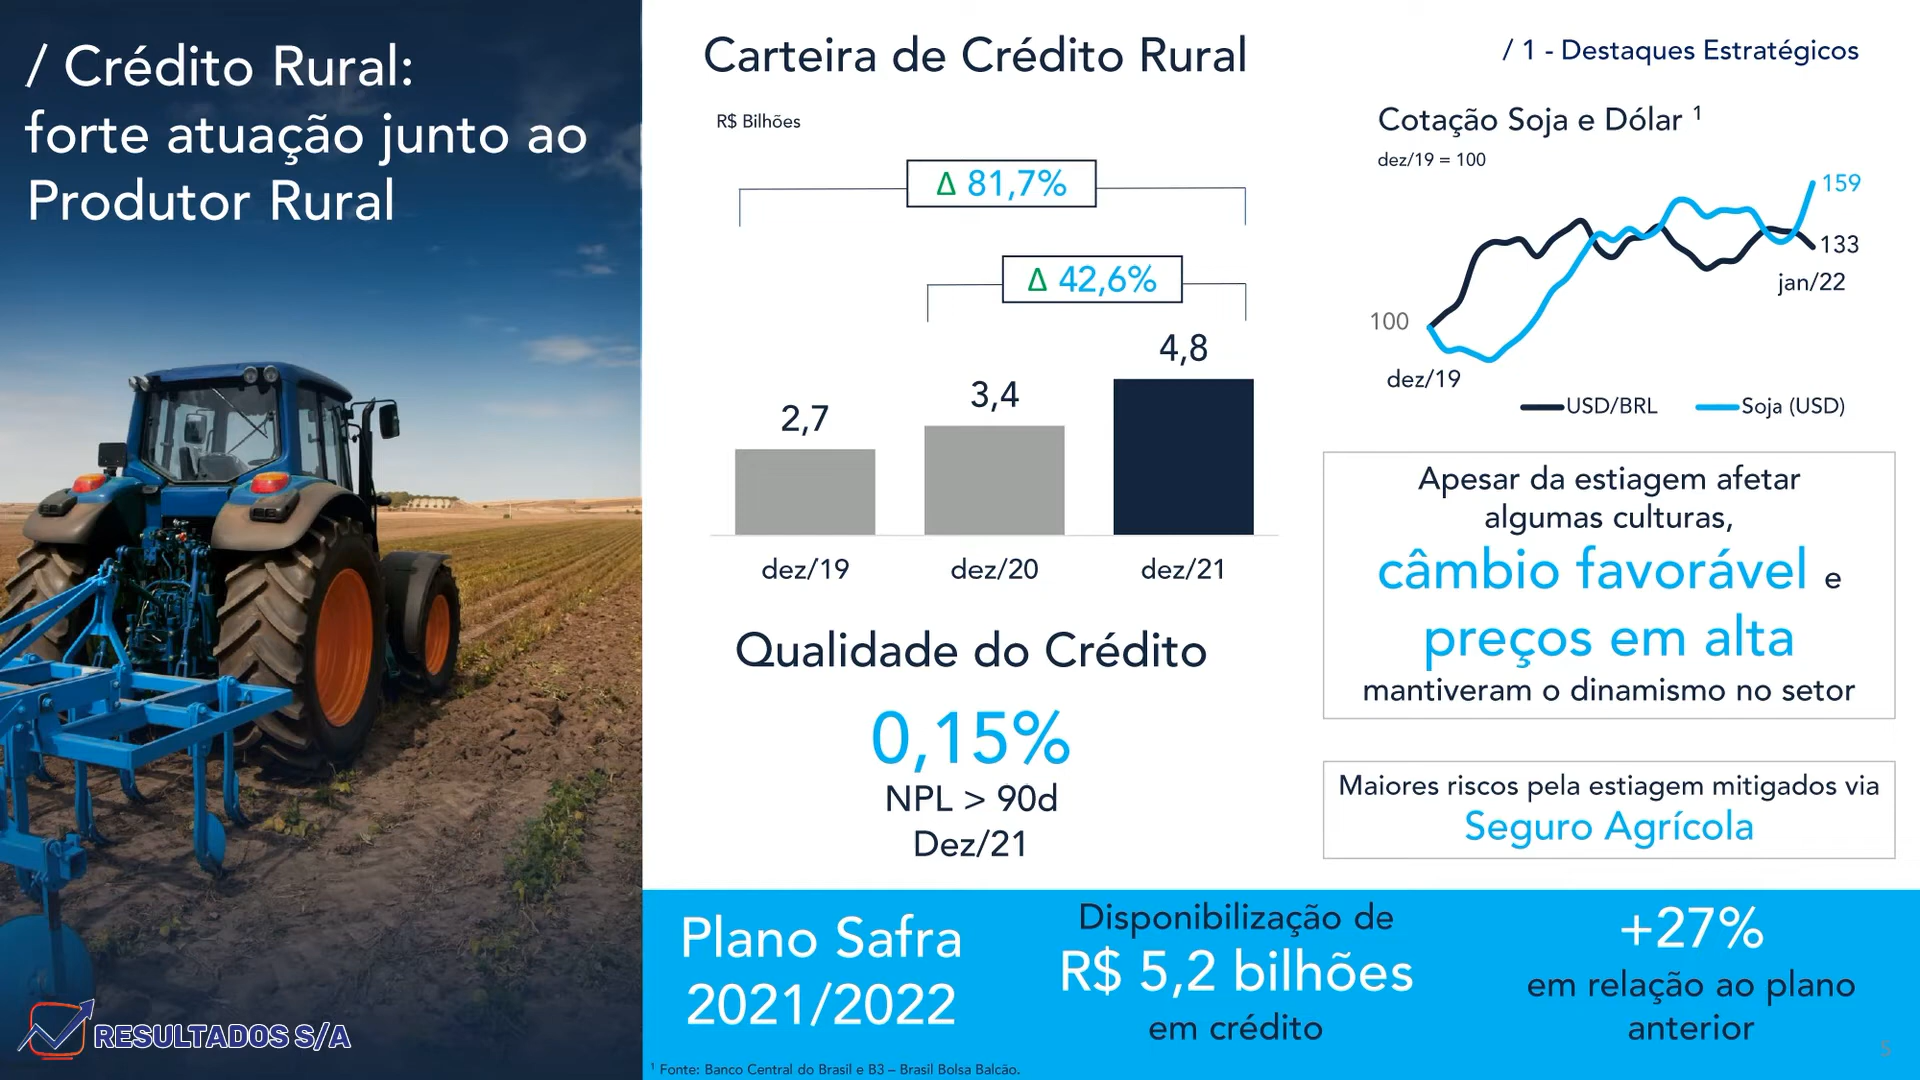 / Crédito Rural:
forte atuação junto ao
Produtor Rural
RESULTADOS S/A
Carteira de Crédito Rural
R$ Bilhões
Δ 81,7%
Δ 42,6%
2,7
3,4
4,8
dez/19
dez/20
dez/21
Qualidade do Crédito
0,15%
NPL > 90d
Dez/21
/ 1 - Destaques Estratégicos
Cotação Soja e Dólar ¹
dez/19 = 100
159
133
jan/22
100
dez/19
USD/BRL
Soja (USD)
Apesar da estiagem afetar
algumas culturas,
câmbio favorável e
preços em alta
mantiveram o dinamismo no setor
Maiores riscos pela estiagem mitigados via
Seguro Agrícola
Plano Safra
2021/2022
Disponibilização de
R$ 5,2 bilhões
em crédito
+27%
em relação ao plano
anterior
¹ Fonte: Banco Central do Brasil e B3 – Brasil Bolsa Balcão.
5